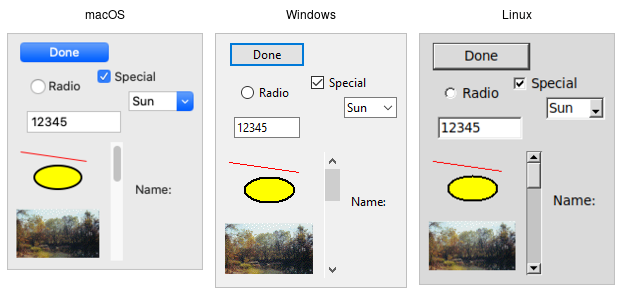 macOS
Done
Radio
Special
Sun
12345
Name:
Windows
Done
Radio
Special
Sun
12345
Name:
Linux
Done
Radio
Special
Sun
12345
Name: